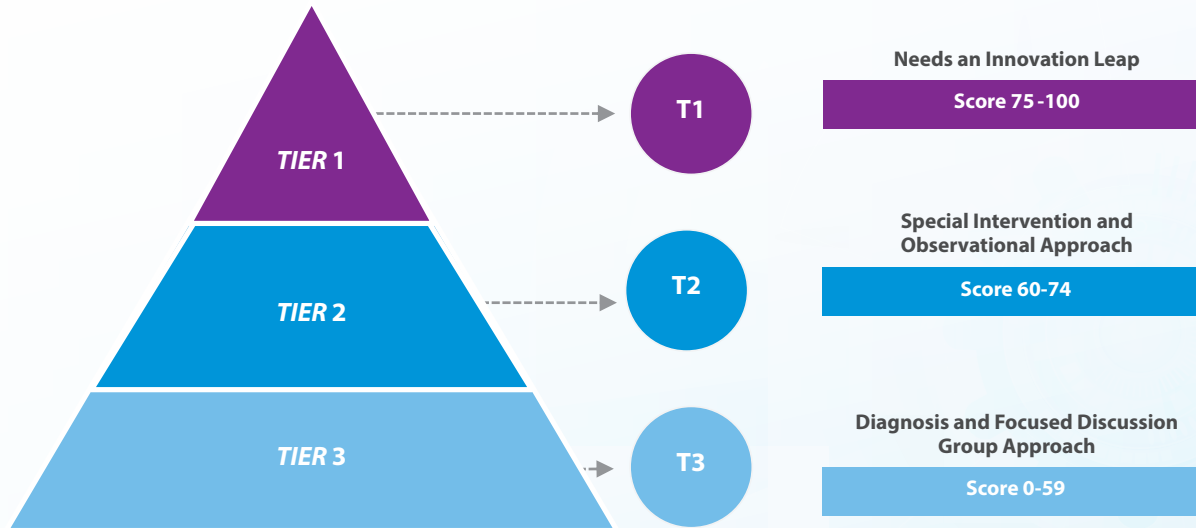 TIER 1
T1
Needs an Innovation Leap
Score 75-100
TIER 2
T2
Special Intervention and
Observational Approach
Score 60-74
TIER 3
T3
Diagnosis and Focused Discussion
Group Approach
Score 0-59